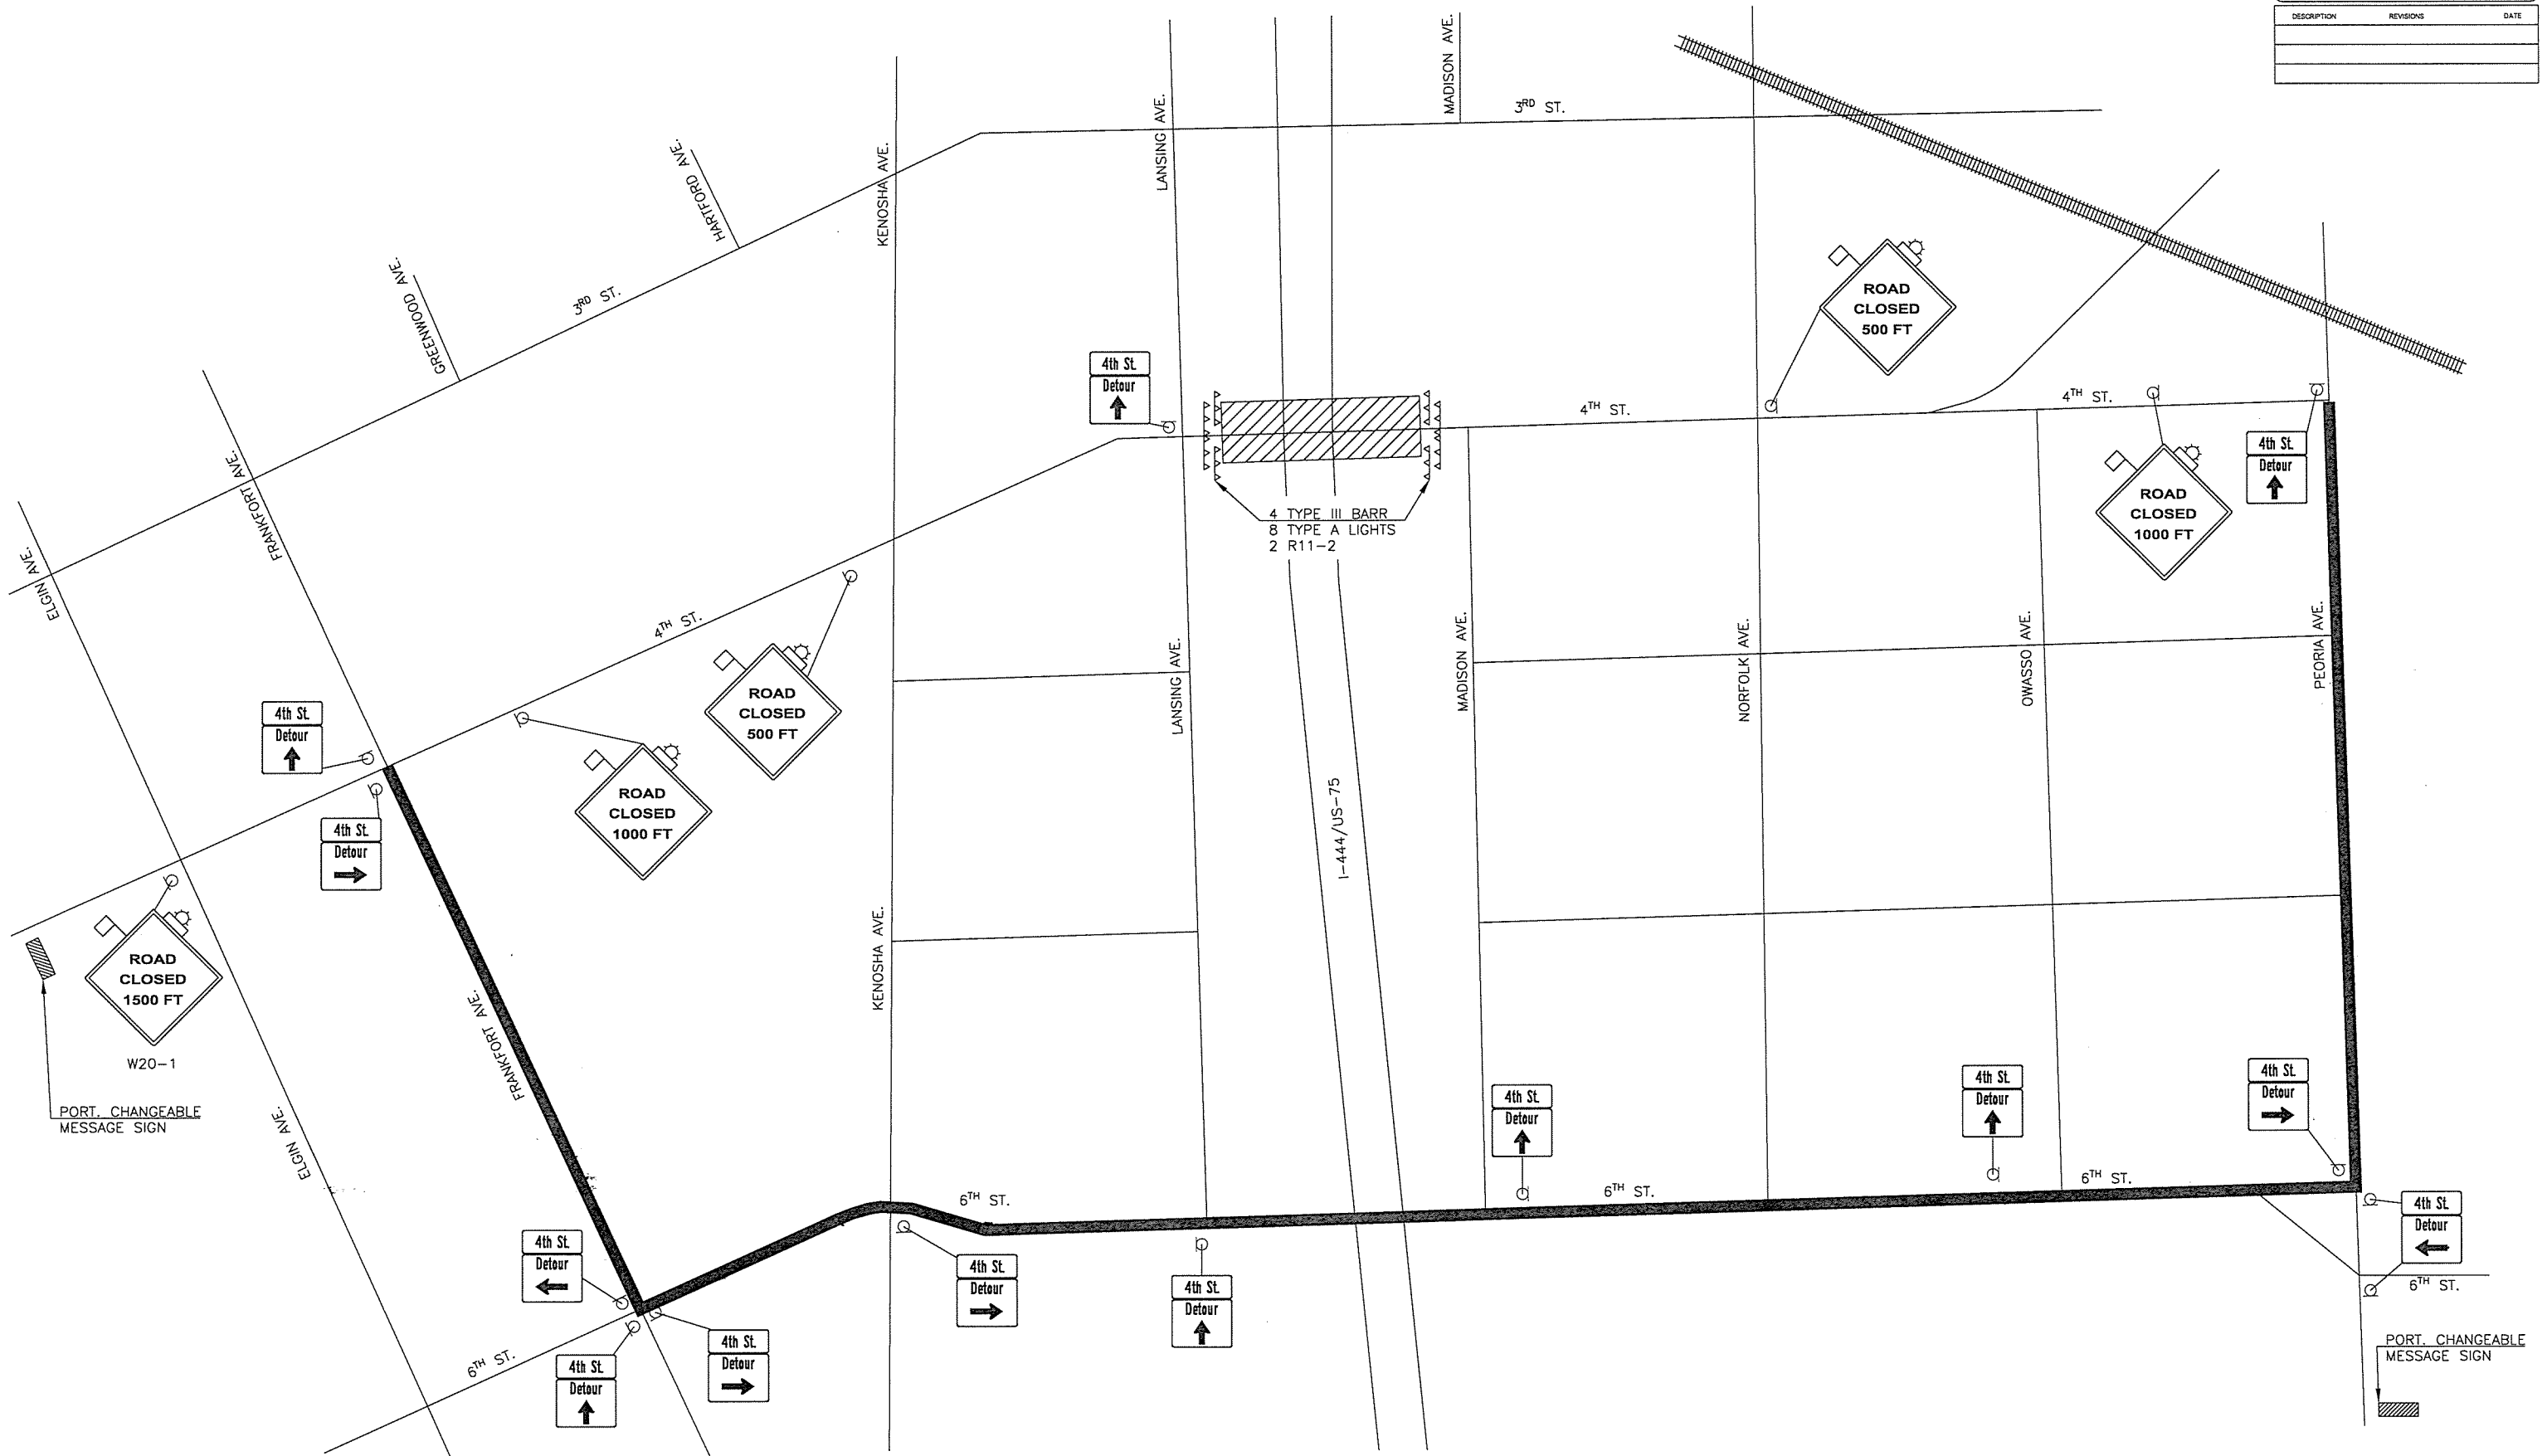 DESCRIPTION REVISIONS DATE
MADISON AVE.
3RD ST.
LANSING AVE.
KENOSHA AVE.
HARTFORD AVE.
GREENWOOD AVE.
3RD ST.
ROAD
CLOSED
500 FT
4th St.
Detour
4TH ST.
4TH ST.
4th St.
Detour
ROAD
CLOSED
1000 FT
FRANKFORT AVE.
ELGIN AVE.
4 TYPE III BARR
8 TYPE A LIGHTS
2 R11-2
4TH ST.
ROAD
CLOSED
500 FT
LANSING AVE.
MADISON AVE.
NORFOLK AVE.
OWASSO AVE.
PEORIA AVE.
4th St.
Detour
ROAD
CLOSED
1000 FT
I-444/US-75
4th St.
Detour
ROAD
CLOSED
1500 FT
W20-1
PORT. CHANGEABLE
MESSAGE SIGN
FRANKFORT AVE.
KENOSHA AVE.
ELGIN AVE.
4th St.
Detour
4th St.
Detour
4th St.
Detour
6TH ST.
6TH ST.
6TH ST.
4th St.
Detour
4th St.
Detour
4th St.
Detour
4th St.
Detour
6TH ST.
4th St.
Detour
4th St.
Detour
6TH ST.
PORT. CHANGEABLE
MESSAGE SIGN